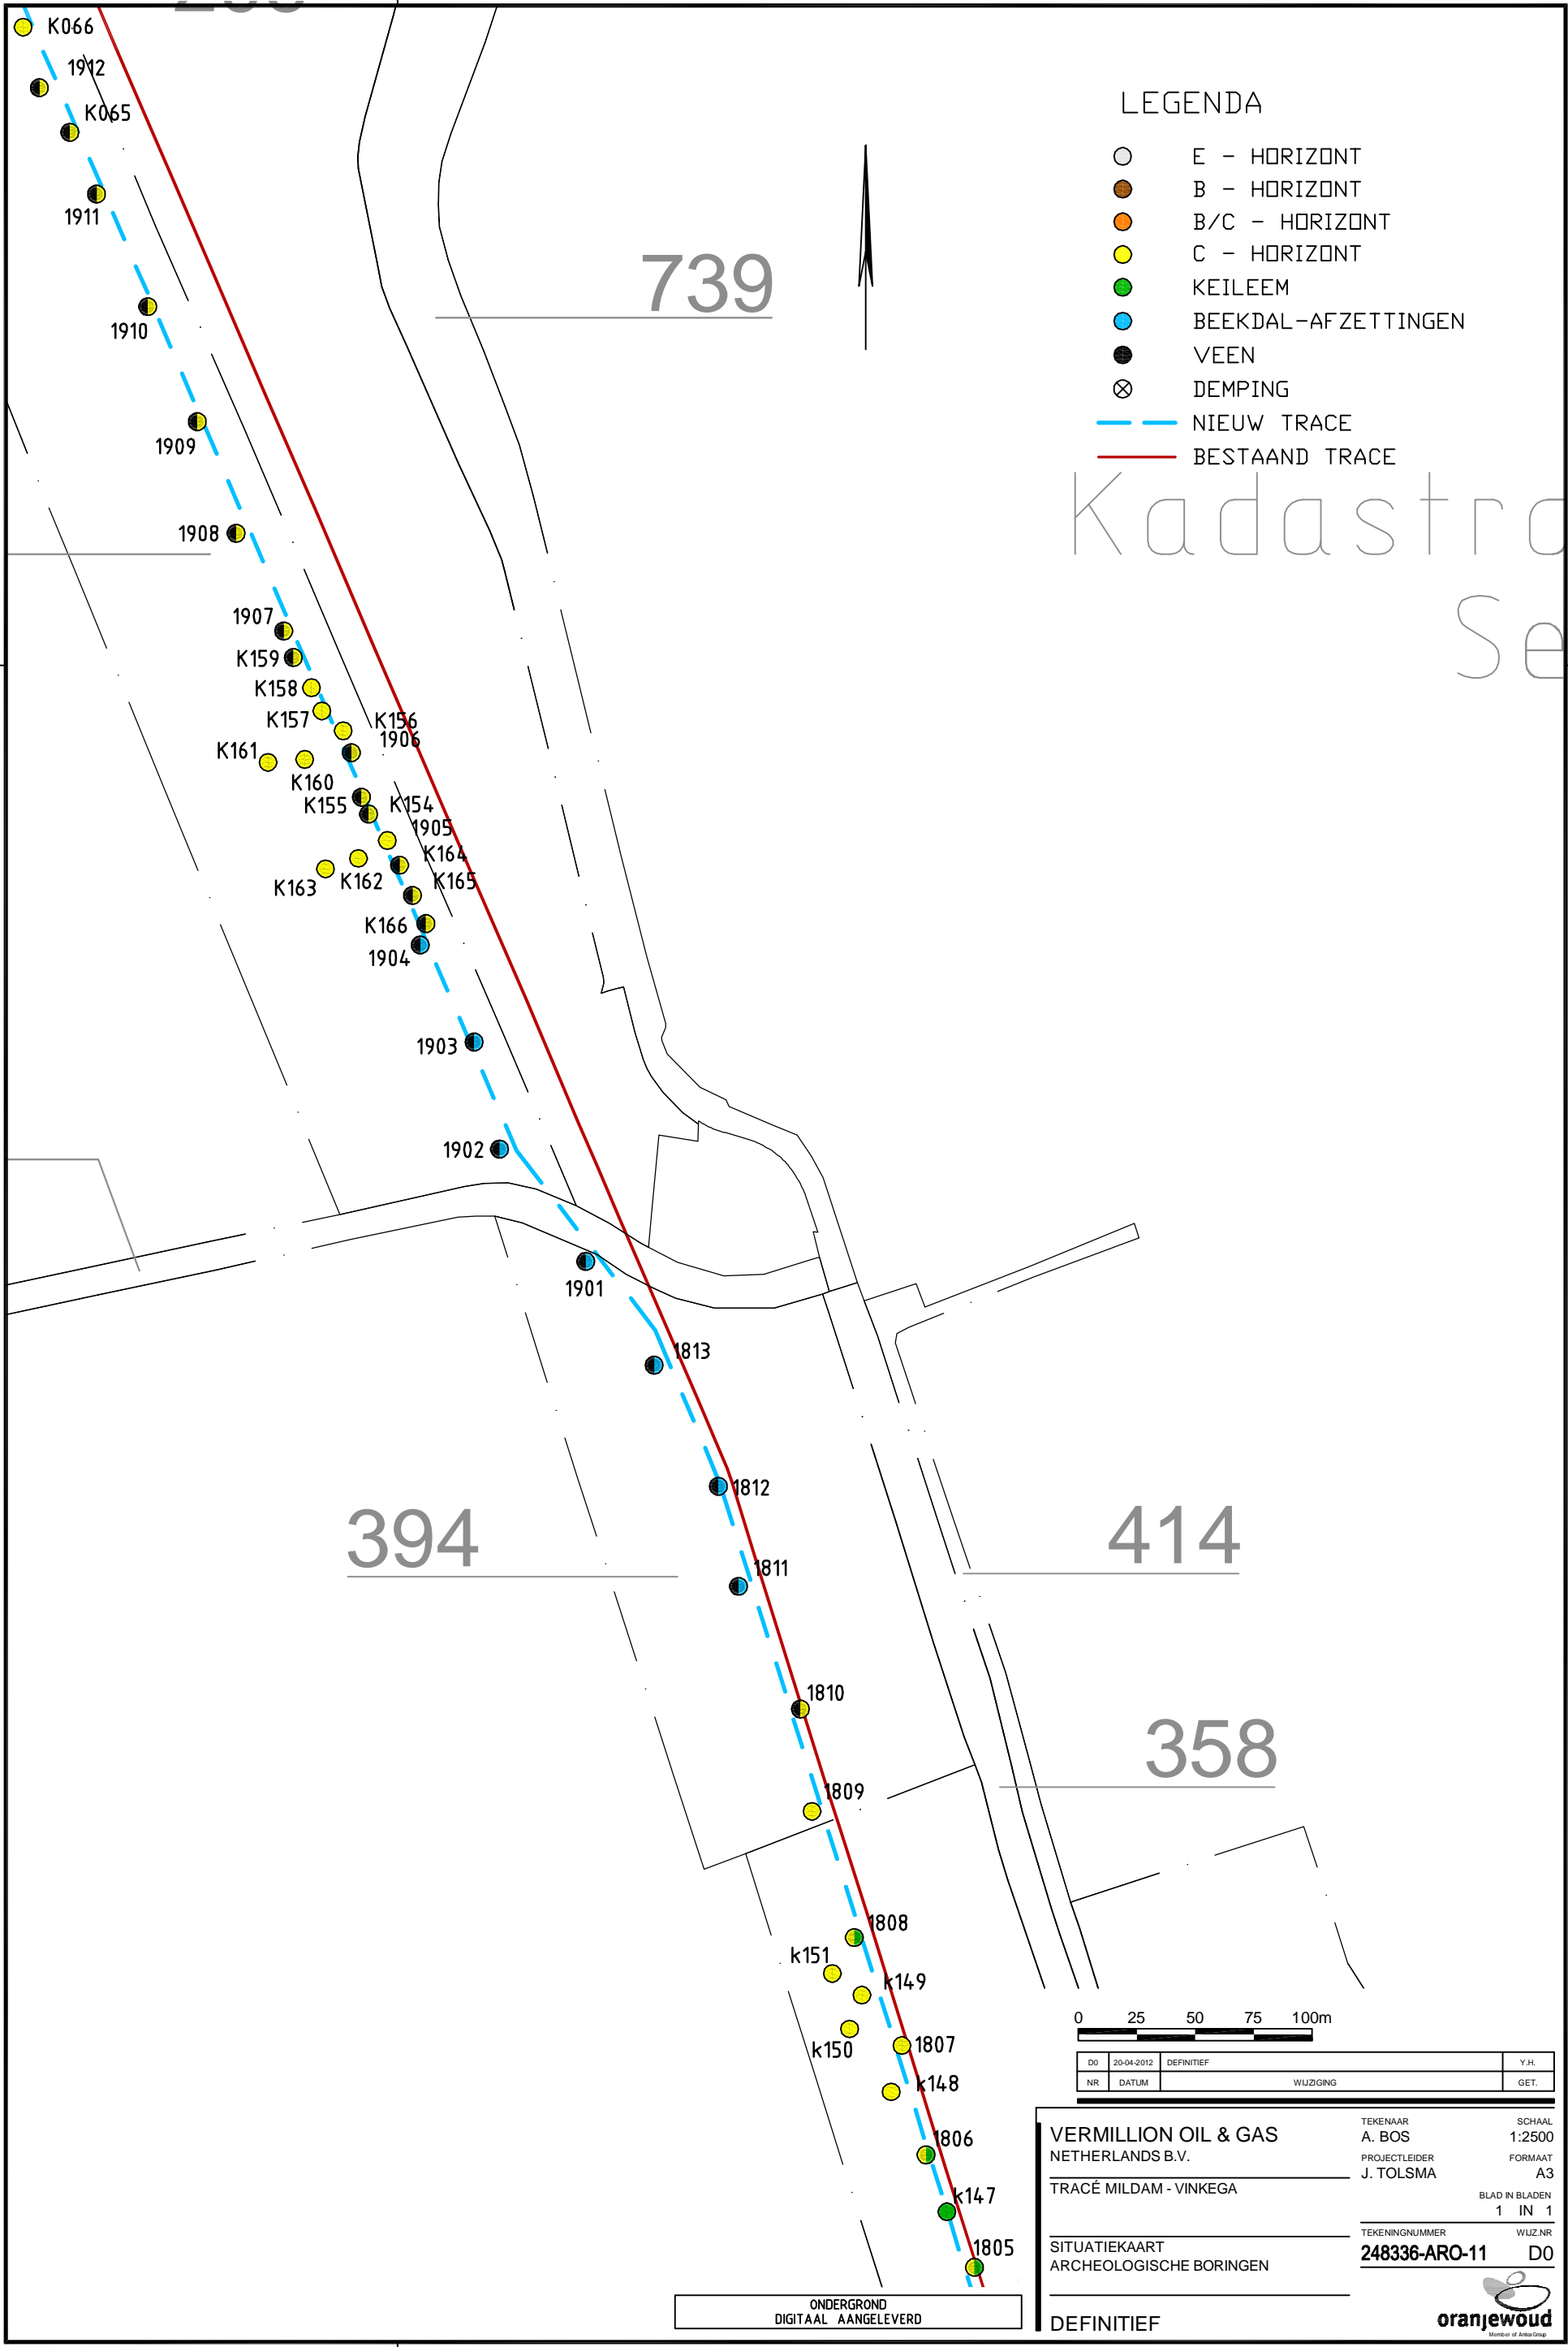 K066
1912
K065
1911
1910
1909
1908
1907
K159
K158
K157
K156
1906
K161
K160
K155
K154
1905
K164
K162
K163
K165
K166
1904
1903
1902
1901
1813
1812
1811
1810
1809
1808
k151
k149
k150
1807
k148
1806
k147
1805
739
394
414
358
LEGENDA
E - HORIZONT
B - HORIZONT
B/C - HORIZONT
C - HORIZONT
KEILEEM
BEEKDAL-AFZETTINGEN
VEEN
DEMPING
NIEUW TRACE
BESTAAND TRACE
Kadastra
Se
0 25 50 75 100m
D0 20-04-2012 DEFINITIEF Y.H.
NR DATUM WIJZIGING GET.
VERMILLION OIL & GAS
NETHERLANDS B.V.
TRACÉ MILDAM - VINKEGA
SITUATIEKAART
ARCHEOLOGISCHE BORINGEN
DEFINITIEF
TEKENAAR SCHAAL
A. BOS 1:2500
PROJECTLEIDER FORMAAT
J. TOLSMA A3
BLAD IN BLADEN
1 IN 1
TEKENINGNUMMER WIJZ.NR
248336-ARO-11 D0
oranjewoud
Member of Antea Group
ONDERGROND
DIGITAAL AANGELEVERD